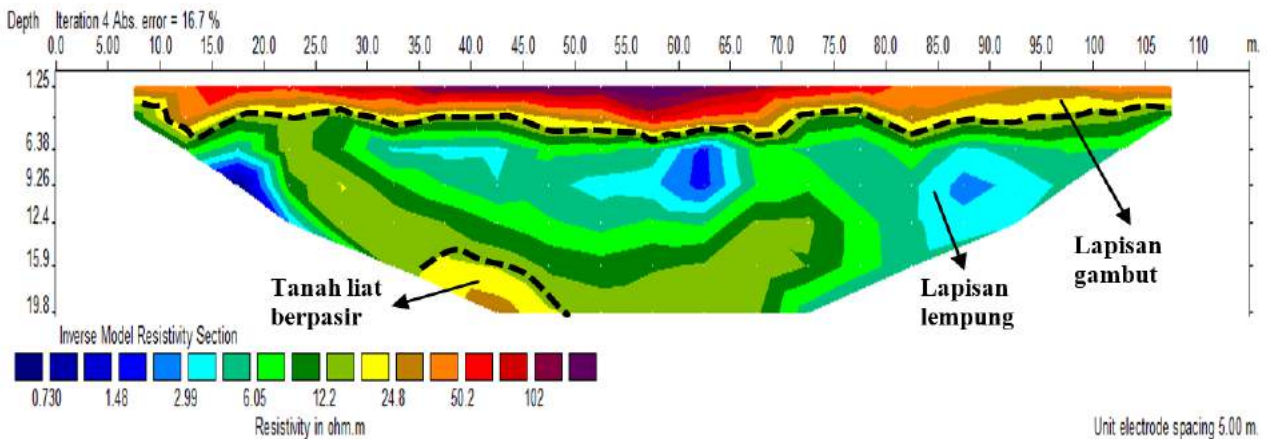 Depth Iteration 4 Abs. error = 16.7 %
0.0 5.00 10.0 15.0 20.0 25.0 30.0 35.0 40.0 45.0 50.0 55.0 60.0 65.0 70.0 75.0 80.0 85.0 90.0 95.0 100 105 110 m.
1.25
6.38
9.26
12.4
15.9
19.8
Tanah liat
berpasir
Lapisan
lempung
Lapisan
gambut
Inverse Model Resistivity Section
0.730 1.48 2.99 6.05 12.2 24.8 50.2 102
Resistivity in ohm.m
Unit electrode spacing 5.00 m.